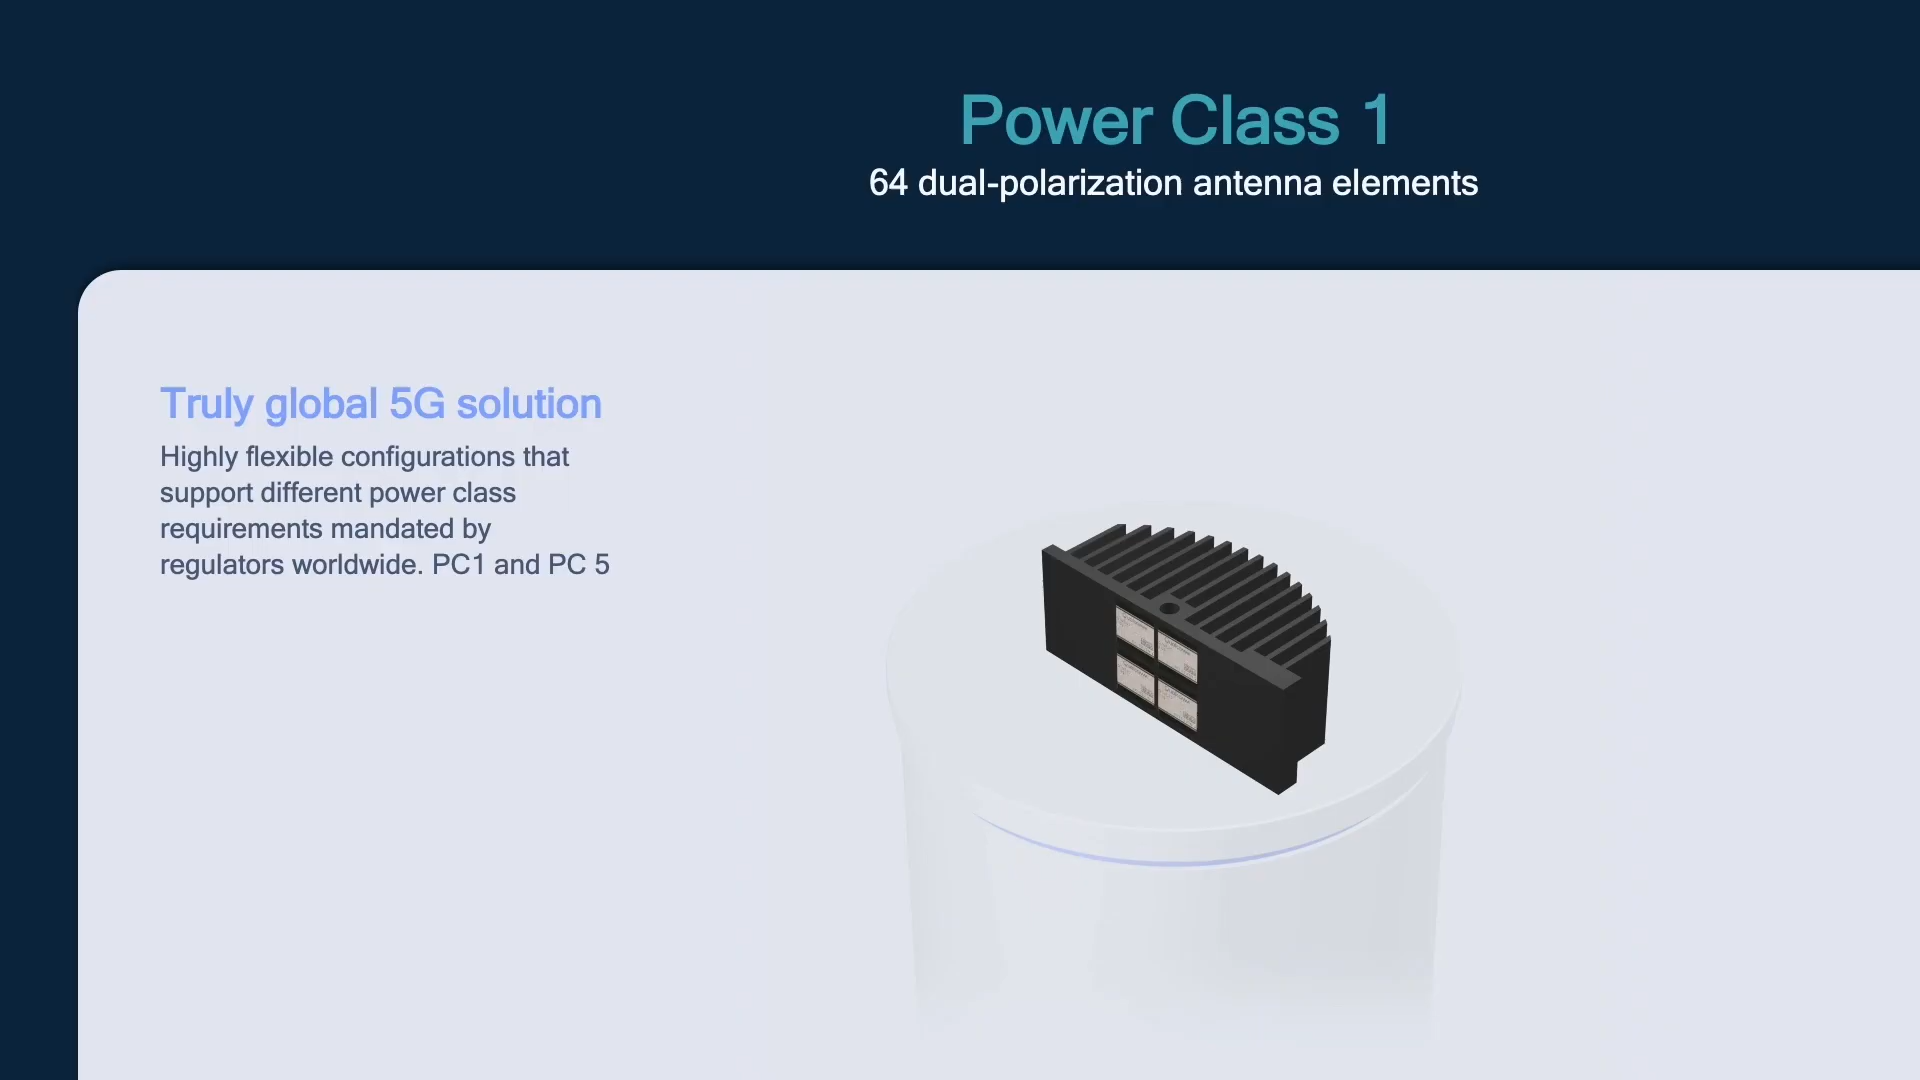 Power Class 1
64 dual-polarization antenna elements
Truly global 5G solution
Highly flexible configurations that
support different power class
requirements mandated by
regulators worldwide. PC1 and PC 5